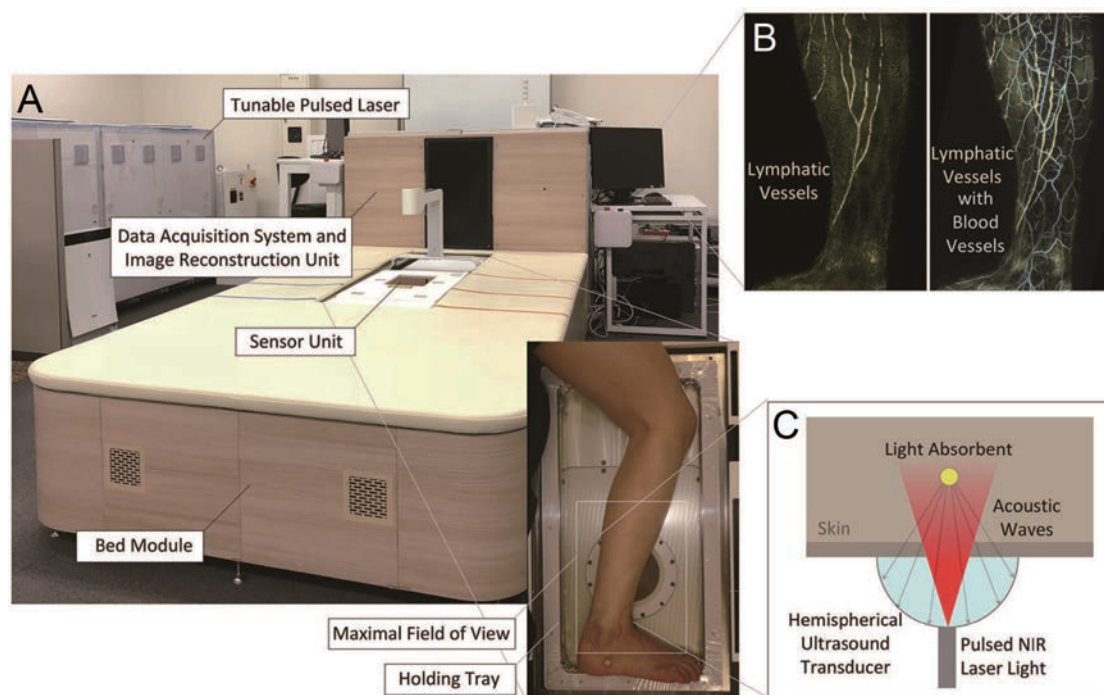 A
Tunable Pulsed Laser
Data Acquisition System and
Image Reconstruction Unit
Sensor Unit
Bed Module
Maximal Field of View
Holding Tray
B
Lymphatic
Vessels
Lymphatic
Vessels
with
Blood
Vessels
C
Light Absorbent
Acoustic
Waves
Skin
Hemispherical
Ultrasound
Transducer
Pulsed NIR
Laser Light